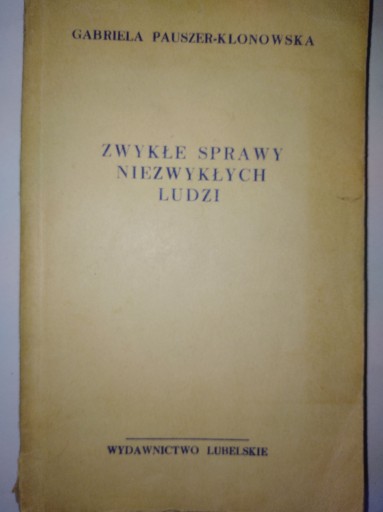 GABRIELA PAUSZER-KLONOWSKA
ZWYKŁE SPRAWY
NIEZWYKŁYCH
LUDZI
WYDAWNICTWO LUBELSKIE